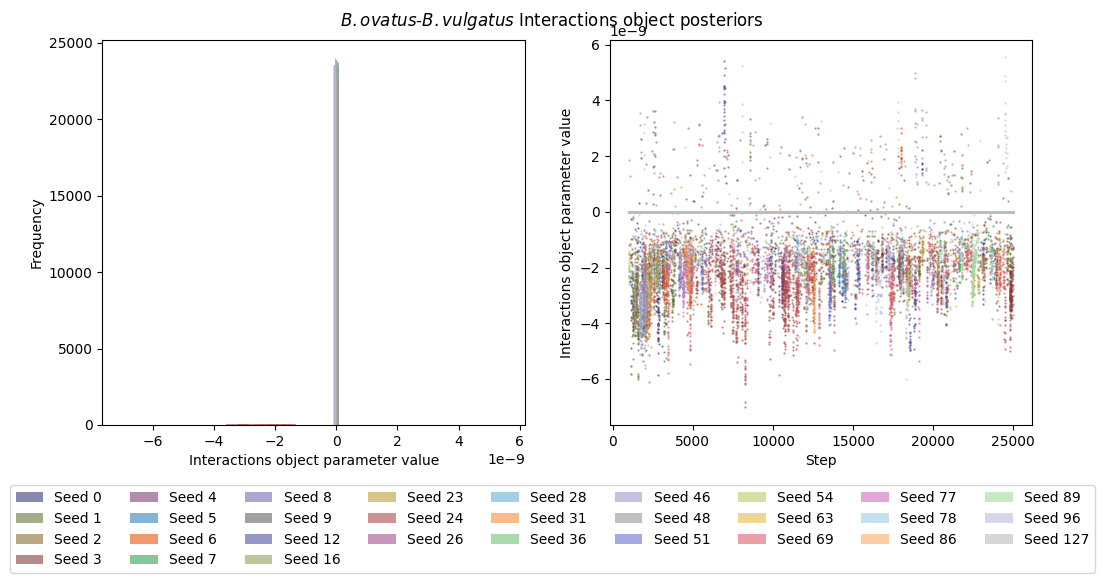 B.ovatus-B.vulgatus Interactions object posteriors
25000
20000
15000
10000
5000
0
Frequency
−6 −4 −2 0 2 4 6
1e−9
Interactions object parameter value
1e−9
6
4
2
0
−2
−4
−6
Interactions object parameter value
0 5000 10000 15000 20000 25000
Step
Seed 0 Seed 4 Seed 8 Seed 23 Seed 28 Seed 46 Seed 54 Seed 77 Seed 89
Seed 1 Seed 5 Seed 9 Seed 24 Seed 31 Seed 48 Seed 63 Seed 78 Seed 96
Seed 2 Seed 6 Seed 12 Seed 26 Seed 36 Seed 51 Seed 69 Seed 86 Seed 127
Seed 3 Seed 7 Seed 16